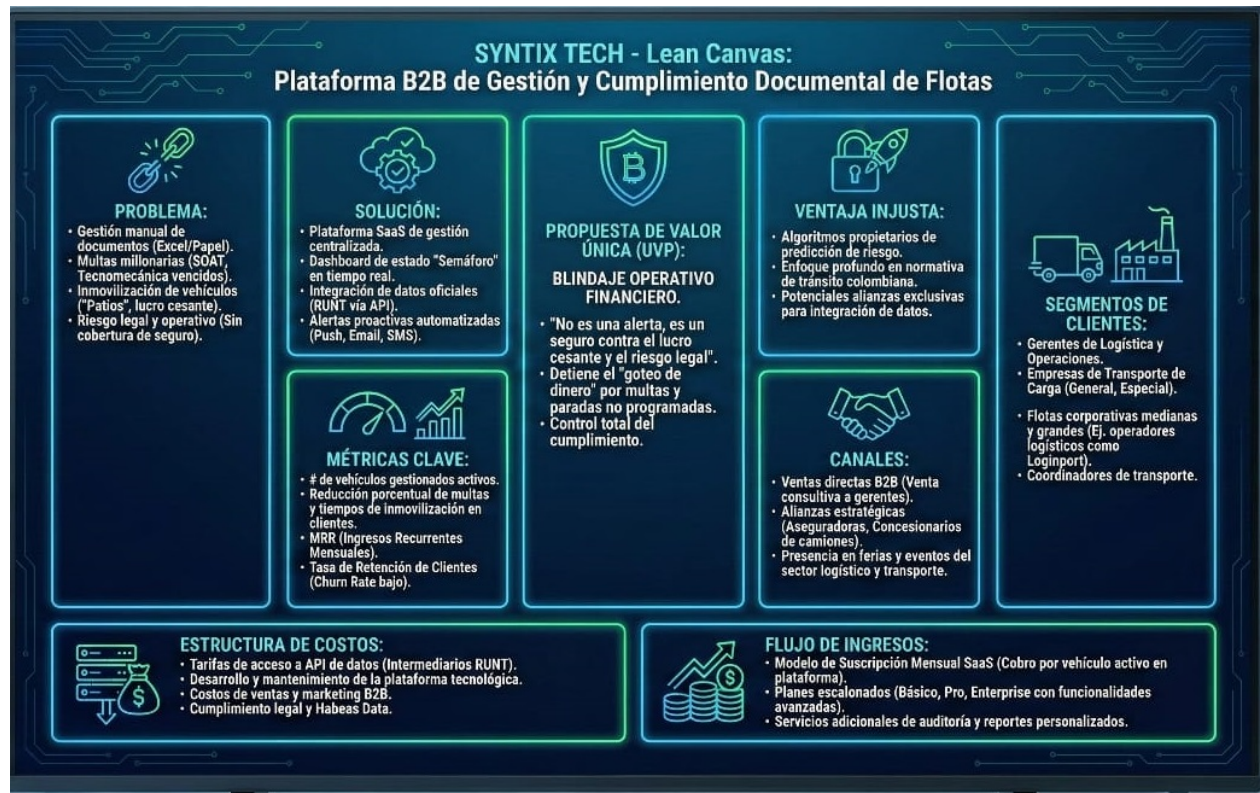 SYNTIX TECH - Lean Canvas:
Plataforma B2B de Gestión y Cumplimiento Documental de Flotas
PROBLEMA:
• Gestión manual de
documentos (Excel/Papel).
• Multas millonarias (SOAT,
Tecnomecánica vencidos).
• Inmovilización de vehículos
("Patios", lucro cesante).
• Riesgo legal y operativo (Sin
cobertura de seguro).
SOLUCIÓN:
• Plataforma SaaS de gestión
centralizada.
• Dashboard de estado "Semáforo"
en tiempo real.
• Integración de datos oficiales
(RUNT vía API).
• Alertas proactivas automatizadas
(Push, Email, SMS).
MÉTRICAS CLAVE:
• # de vehículos gestionados activos.
• Reducción porcentual de multas
y tiempos de inmovilización en
clientes.
• MRR (Ingresos Recurrentes
Mensuales).
• Tasa de Retención de Clientes
(Churn Rate bajo).
B
PROPUESTA DE VALOR
ÚNICA (UVP):
BLINDAJE OPERATIVO
FINANCIERO.
• "No es una alerta, es un
seguro contra el lucro
cesante y el riesgo legal".
• Detiene el "goteo de
dinero" por multas y
paradas no programadas.
• Control total del
cumplimiento.
VENTAJA INJUSTA:
• Algoritmos propietarios de
predicción de riesgo.
• Enfoque profundo en normativa
de tránsito colombiana.
• Potenciales alianzas exclusivas
para integración de datos.
CANALES:
• Ventas directas B2B (Venta
consultiva a gerentes).
• Alianzas estratégicas
(Aseguradoras, Concesionarios
de camiones).
• Presencia en ferias y eventos del
sector logístico y transporte.
SEGMENTOS DE
CLIENTES:
• Gerentes de Logística y
Operaciones.
• Empresas de Transporte de
Carga (General, Especial).
• Flotas corporativas medianas
y grandes (Ej. operadores
logísticos como
Loginport).
• Coordinadores de transporte.
ESTRUCTURA DE COSTOS:
• Tarifas de acceso a API de datos (Intermediarios RUNT).
• Desarrollo y mantenimiento de la plataforma tecnológica.
• Costos de ventas y marketing B2B.
• Cumplimiento legal y Habeas Data.
$
FLUJO DE INGRESOS:
• Modelo de Suscripción Mensual SaaS (Cobro por vehículo activo en
plataforma).
• Planes escalonados (Básico, Pro, Enterprise con funcionalidades
avanzadas).
• Servicios adicionales de auditoría y reportes personalizados.
$